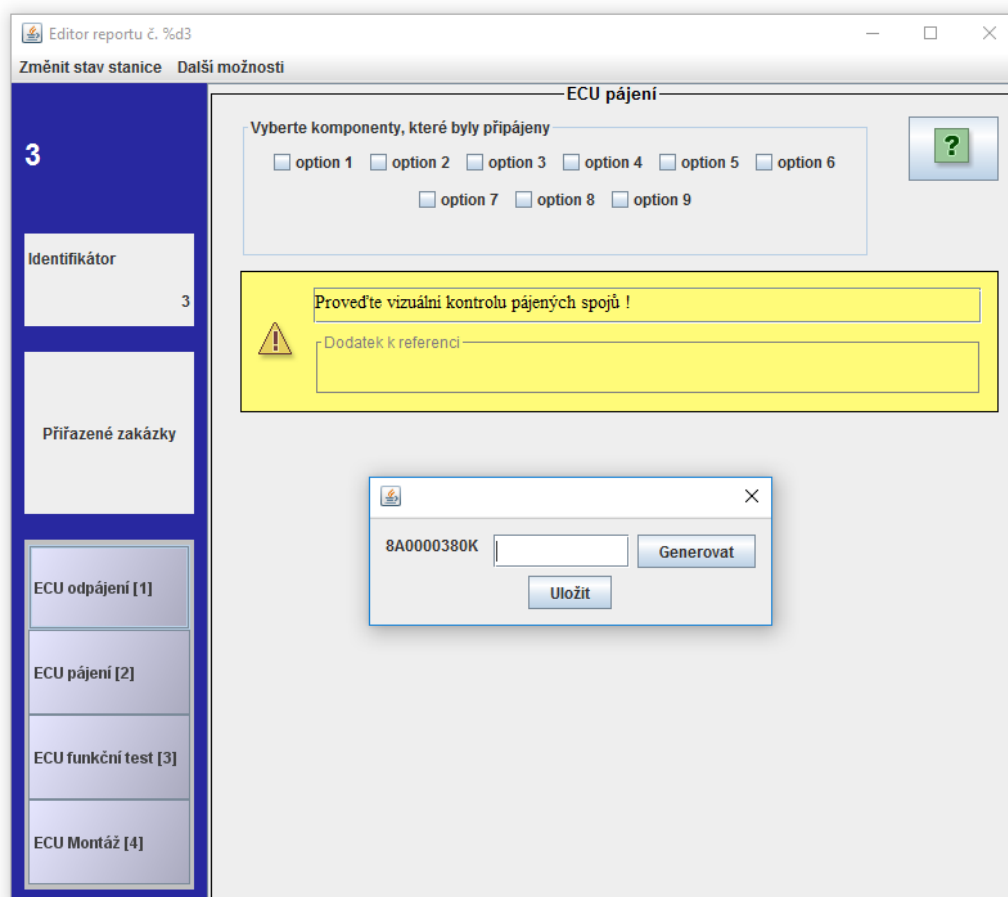 Editor reportu č. %d3
Změnit stav stanice Další možnosti
3
Identifikátor
3
Přiřazené zakázky
ECU odpájení [1]
ECU pájení [2]
ECU funkční test [3]
ECU Montáž [4]
ECU pájení
Vyberte komponenty, které byly připájeny
option 1 option 2 option 3 option 4 option 5 option 6
option 7 option 8 option 9
?
Proveďte vizuální kontrolu pájených spojů !
Dodatek k referenci
8A0000380K Generovat
Uložit